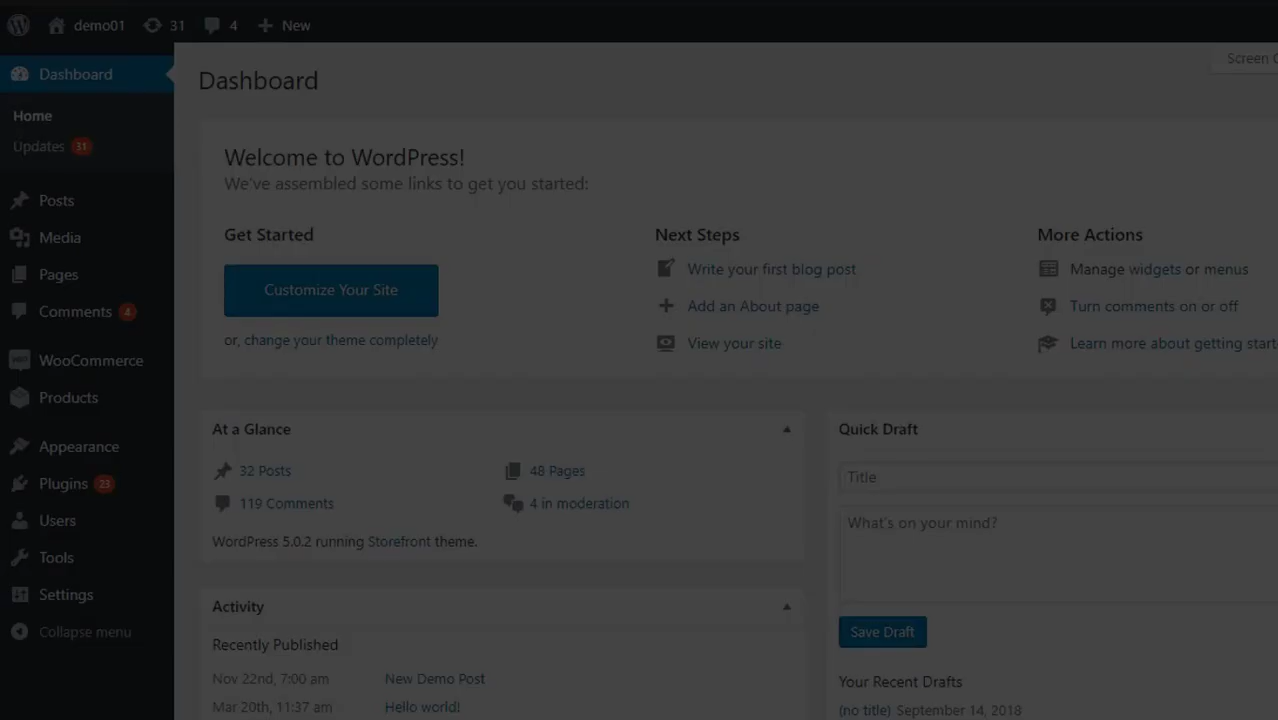 demo01 31 4 New
Screen
Dashboard
Home
Updates 31
Posts
Media
Pages
Comments 4
WooCommerce
Products
Appearance
Plugins 23
Users
Tools
Settings
Collapse menu
Dashboard
Welcome to WordPress!
We've assembled some links to get you started:
Get Started
Customize Your Site
or, change your theme completely
Next Steps
Write your first blog post
Add an About page
View your site
More Actions
Manage widgets or menus
Turn comments on or off
Learn more about getting start
At a Glance
32 Posts
48 Pages
119 Comments
4 in moderation
WordPress 5.0.2 running Storefront theme.
Activity
Recently Published
Nov 22nd, 7:00 am New Demo Post
Mar 20th, 11:37 am Hello world!
Quick Draft
Title
What's on your mind?
Save Draft
Your Recent Drafts
(no title) September 14, 2018